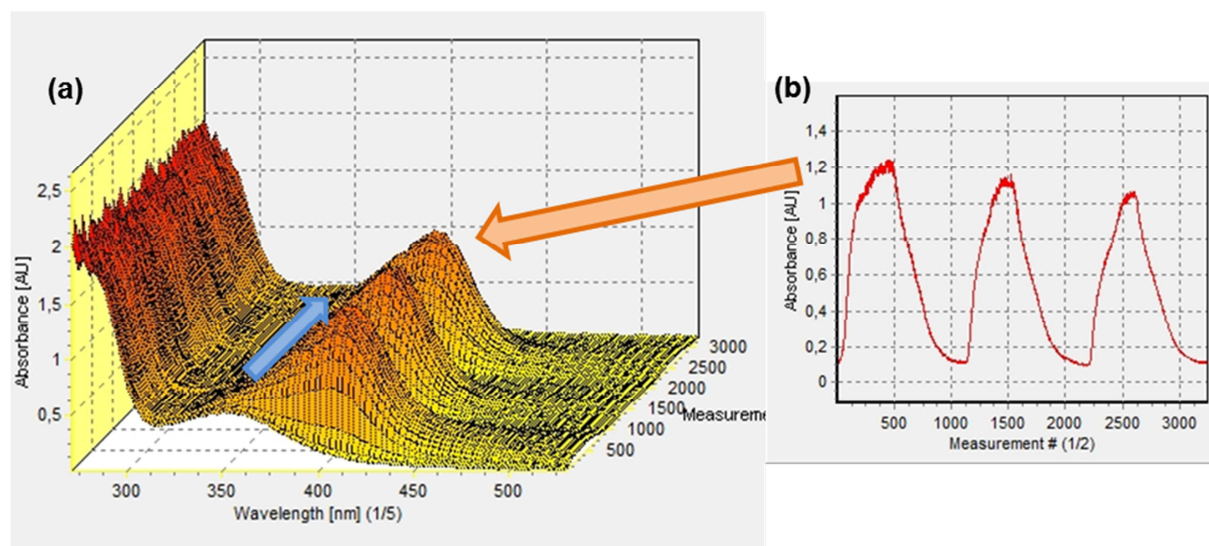 (a)
2,5
2
1,5
1
0,5
Absorbance [AU]
300 350 400 450 500
Wavelength [nm] (1/5)
500
1000
1500
2000
2500
3000
Measureme
(b)
1,4
1,2
1
0,8
0,6
0,4
0,2
0
Absorbance [AU]
500 1000 1500 2000 2500 3000
Measurement # (1/2)